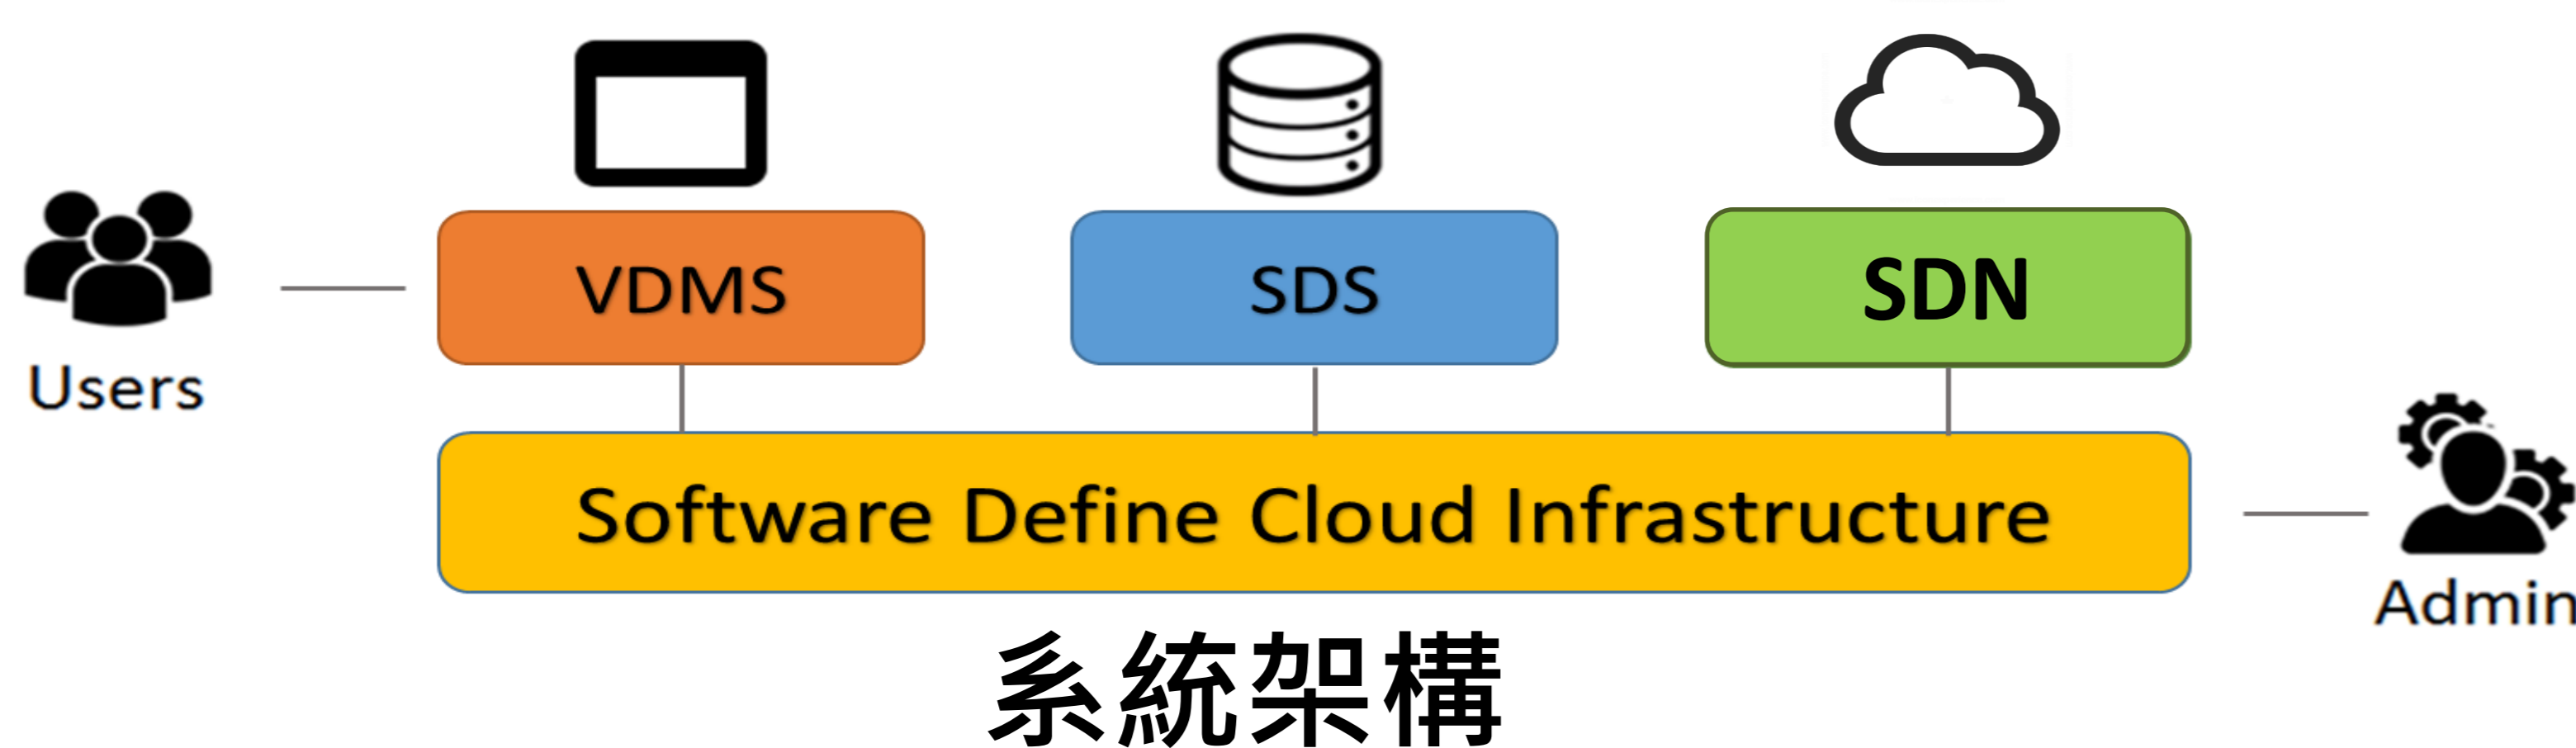 VDMS
SDS
SDN
Users
Software Define Cloud Infrastructure
Admin
系統架構